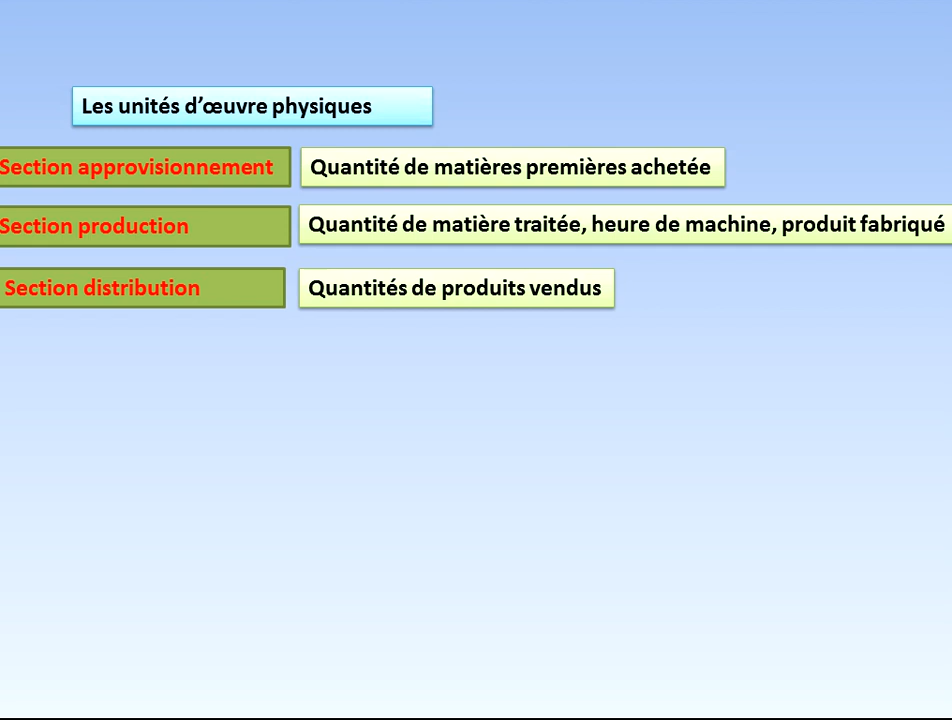 Les unités d’œuvre physiques
Section approvisionnement
Quantité de matières premières achetée
Section production
Quantité de matière traitée, heure de machine, produit fabriqué
Section distribution
Quantités de produits vendus